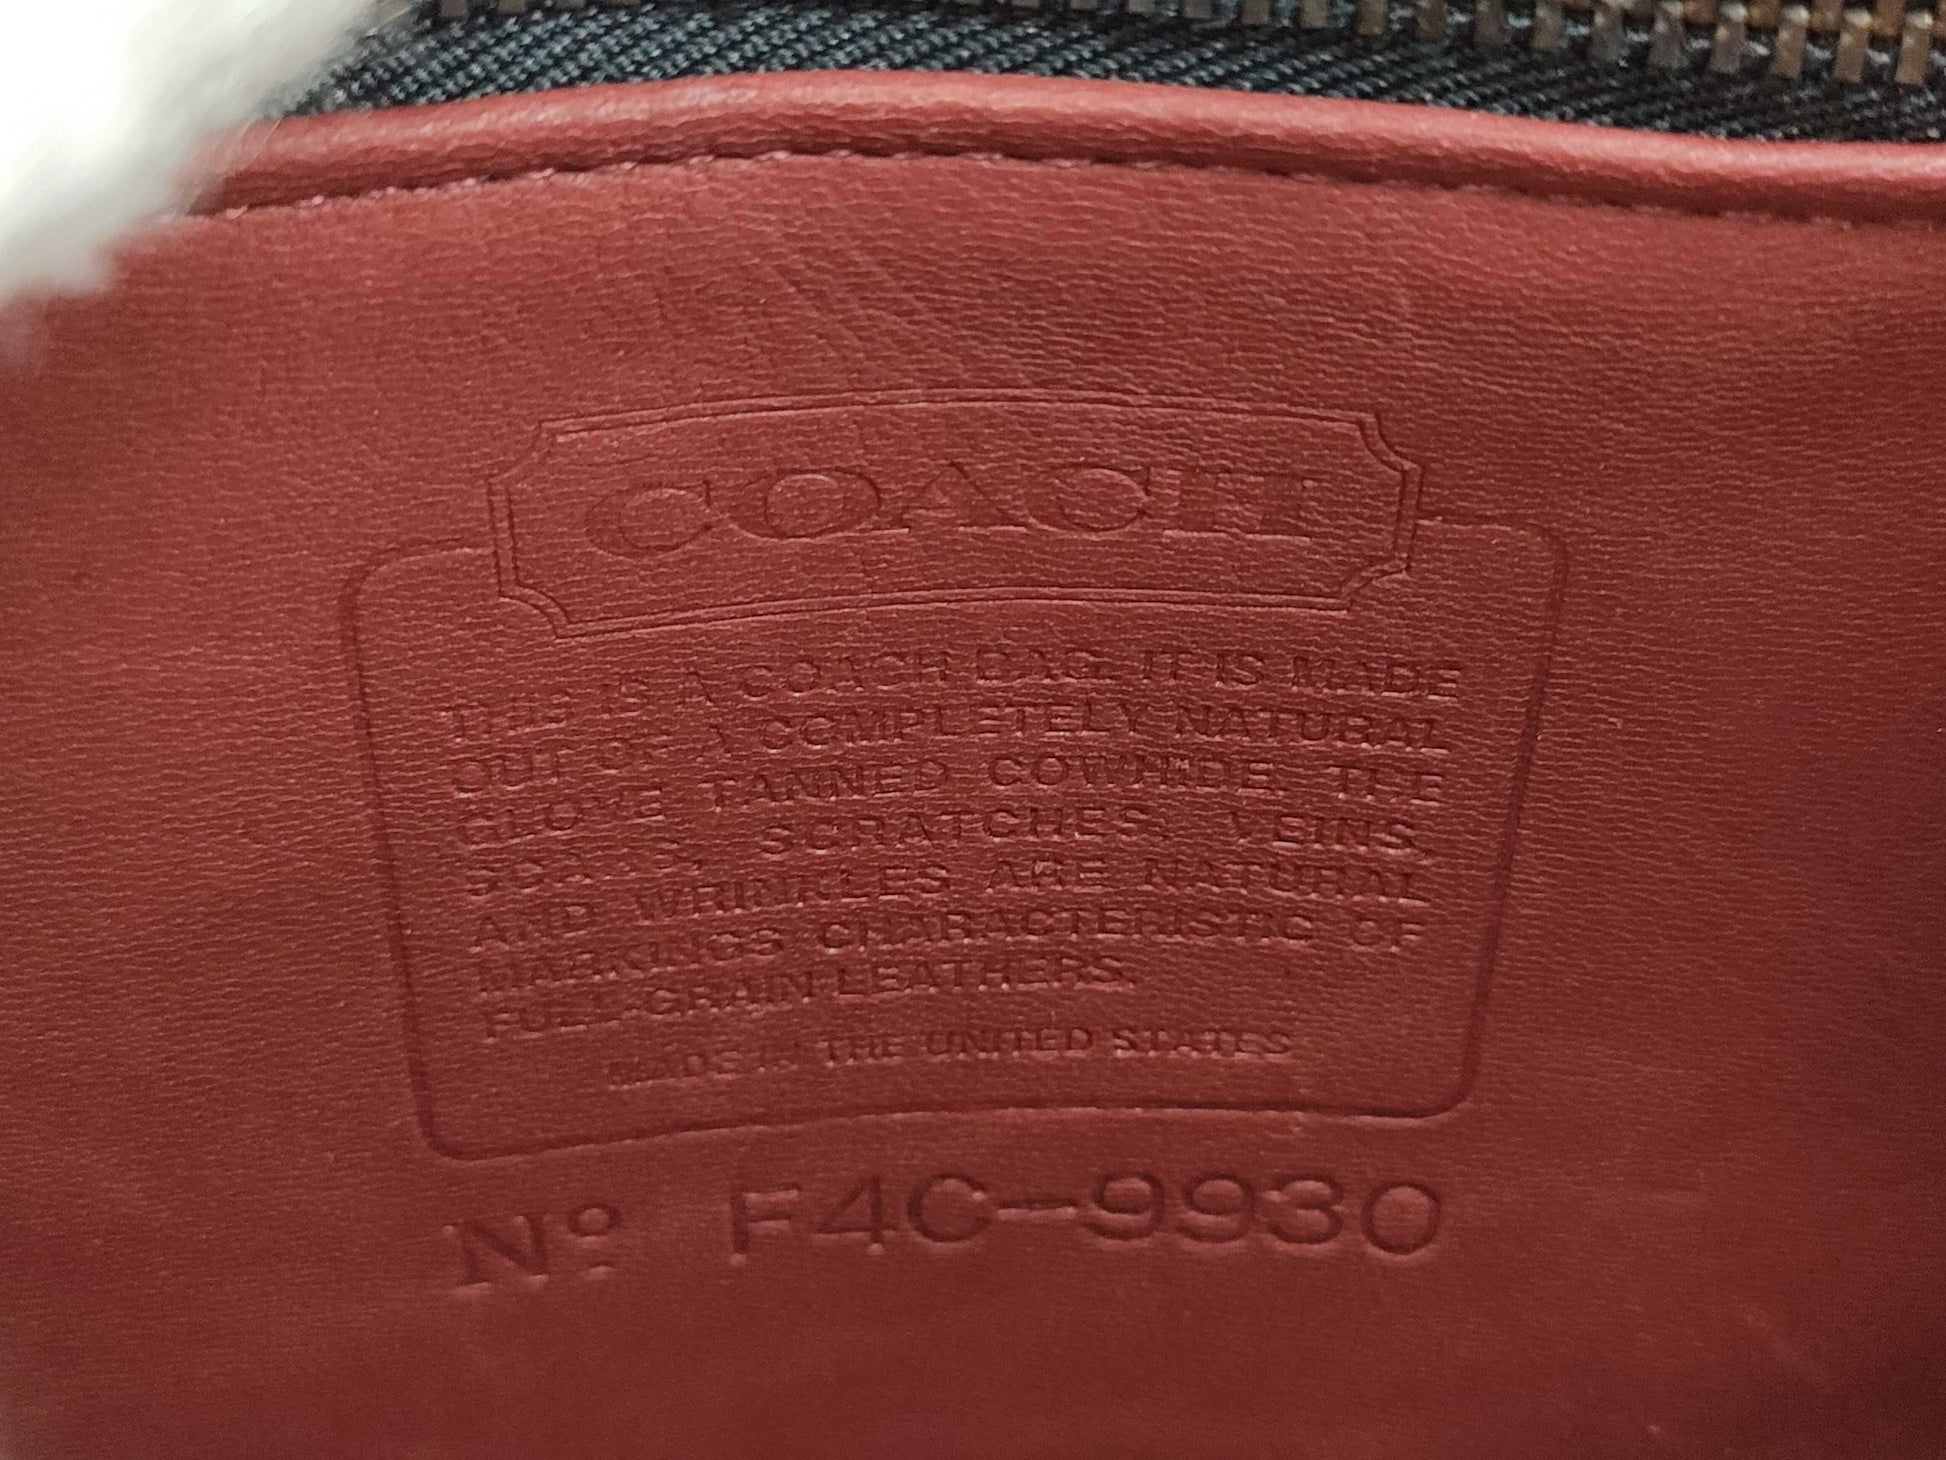 COACH
THIS IS A COACH BAG. IT IS MADE
OUT OF A COMPLETELY NATURAL
GLOVE TANNED COWHIDE. THE
SCARS, SCRATCHES, VEINS,
AND WRINKLES ARE NATURAL
MARKINGS CHARACTERISTIC OF
FULL-GRAIN LEATHERS.
MADE IN THE UNITED STATES
Nº F4C-9930